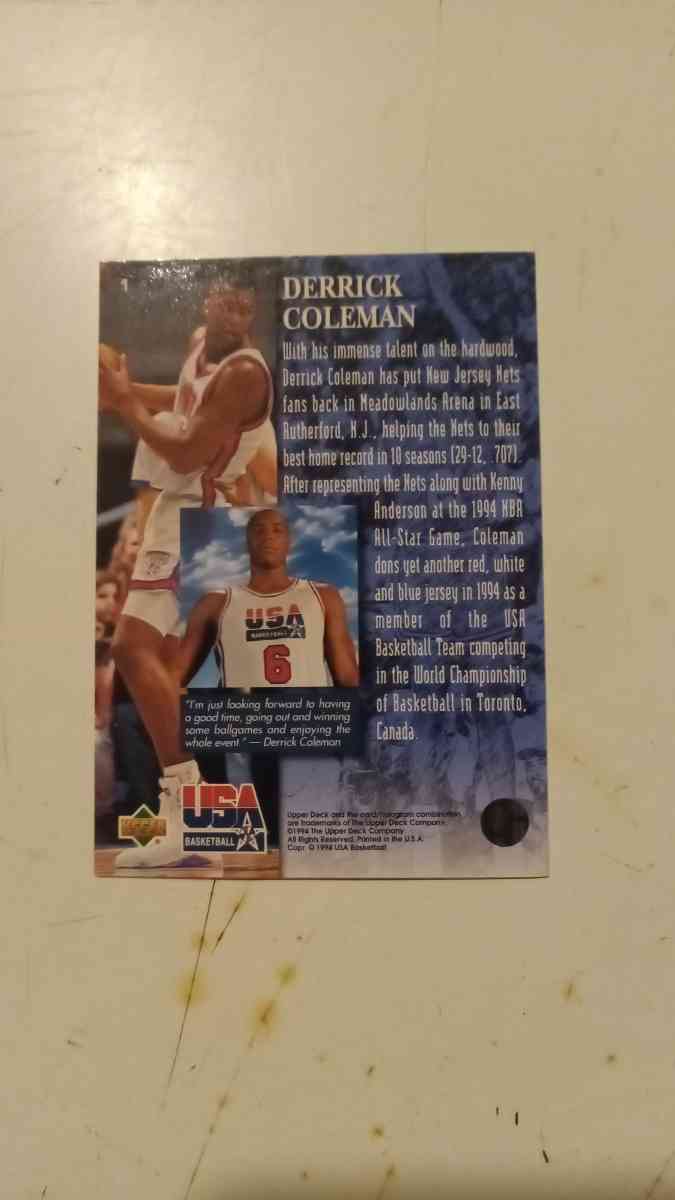 1
DERRICK
COLEMAN
With his immense talent on the hardwood,
Derrick Coleman has put New Jersey Nets
fans back in Meadowlands Arena in East
Rutherford, N.J., helping the Nets to their
best home record in 10 seasons (29-12, .707).
After representing the Nets along with Kenny
Anderson at the 1994 NBA
All-Star Game, Coleman
dons yet another red, white
and blue jersey in 1994 as a
member of the USA
Basketball Team competing
in the World Championship
of Basketball in Toronto,
Canada.
USA
BASKETBALL
6
"I'm just looking forward to having
a good time, going out and winning
some ballgames and enjoying the
whole event." — Derrick Coleman
UPPER
DECK
USA
BASKETBALL
Upper Deck and the card/hologram combination
are trademarks of The Upper Deck Company.
©1994 The Upper Deck Company
All Rights Reserved. Printed in the U.S.A.
Copr. © 1994 USA Basketball